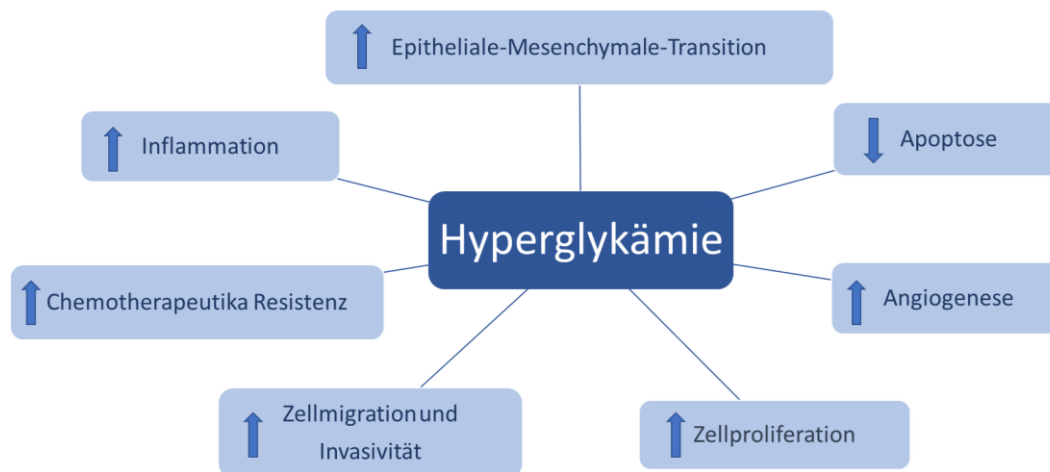 Epitheliale-Mesenchymale-Transition
Inflammation
Apoptose
Hyperglykämie
Chemotherapeutika Resistenz
Angiogenese
Zellmigration und
Invasivität
Zellproliferation